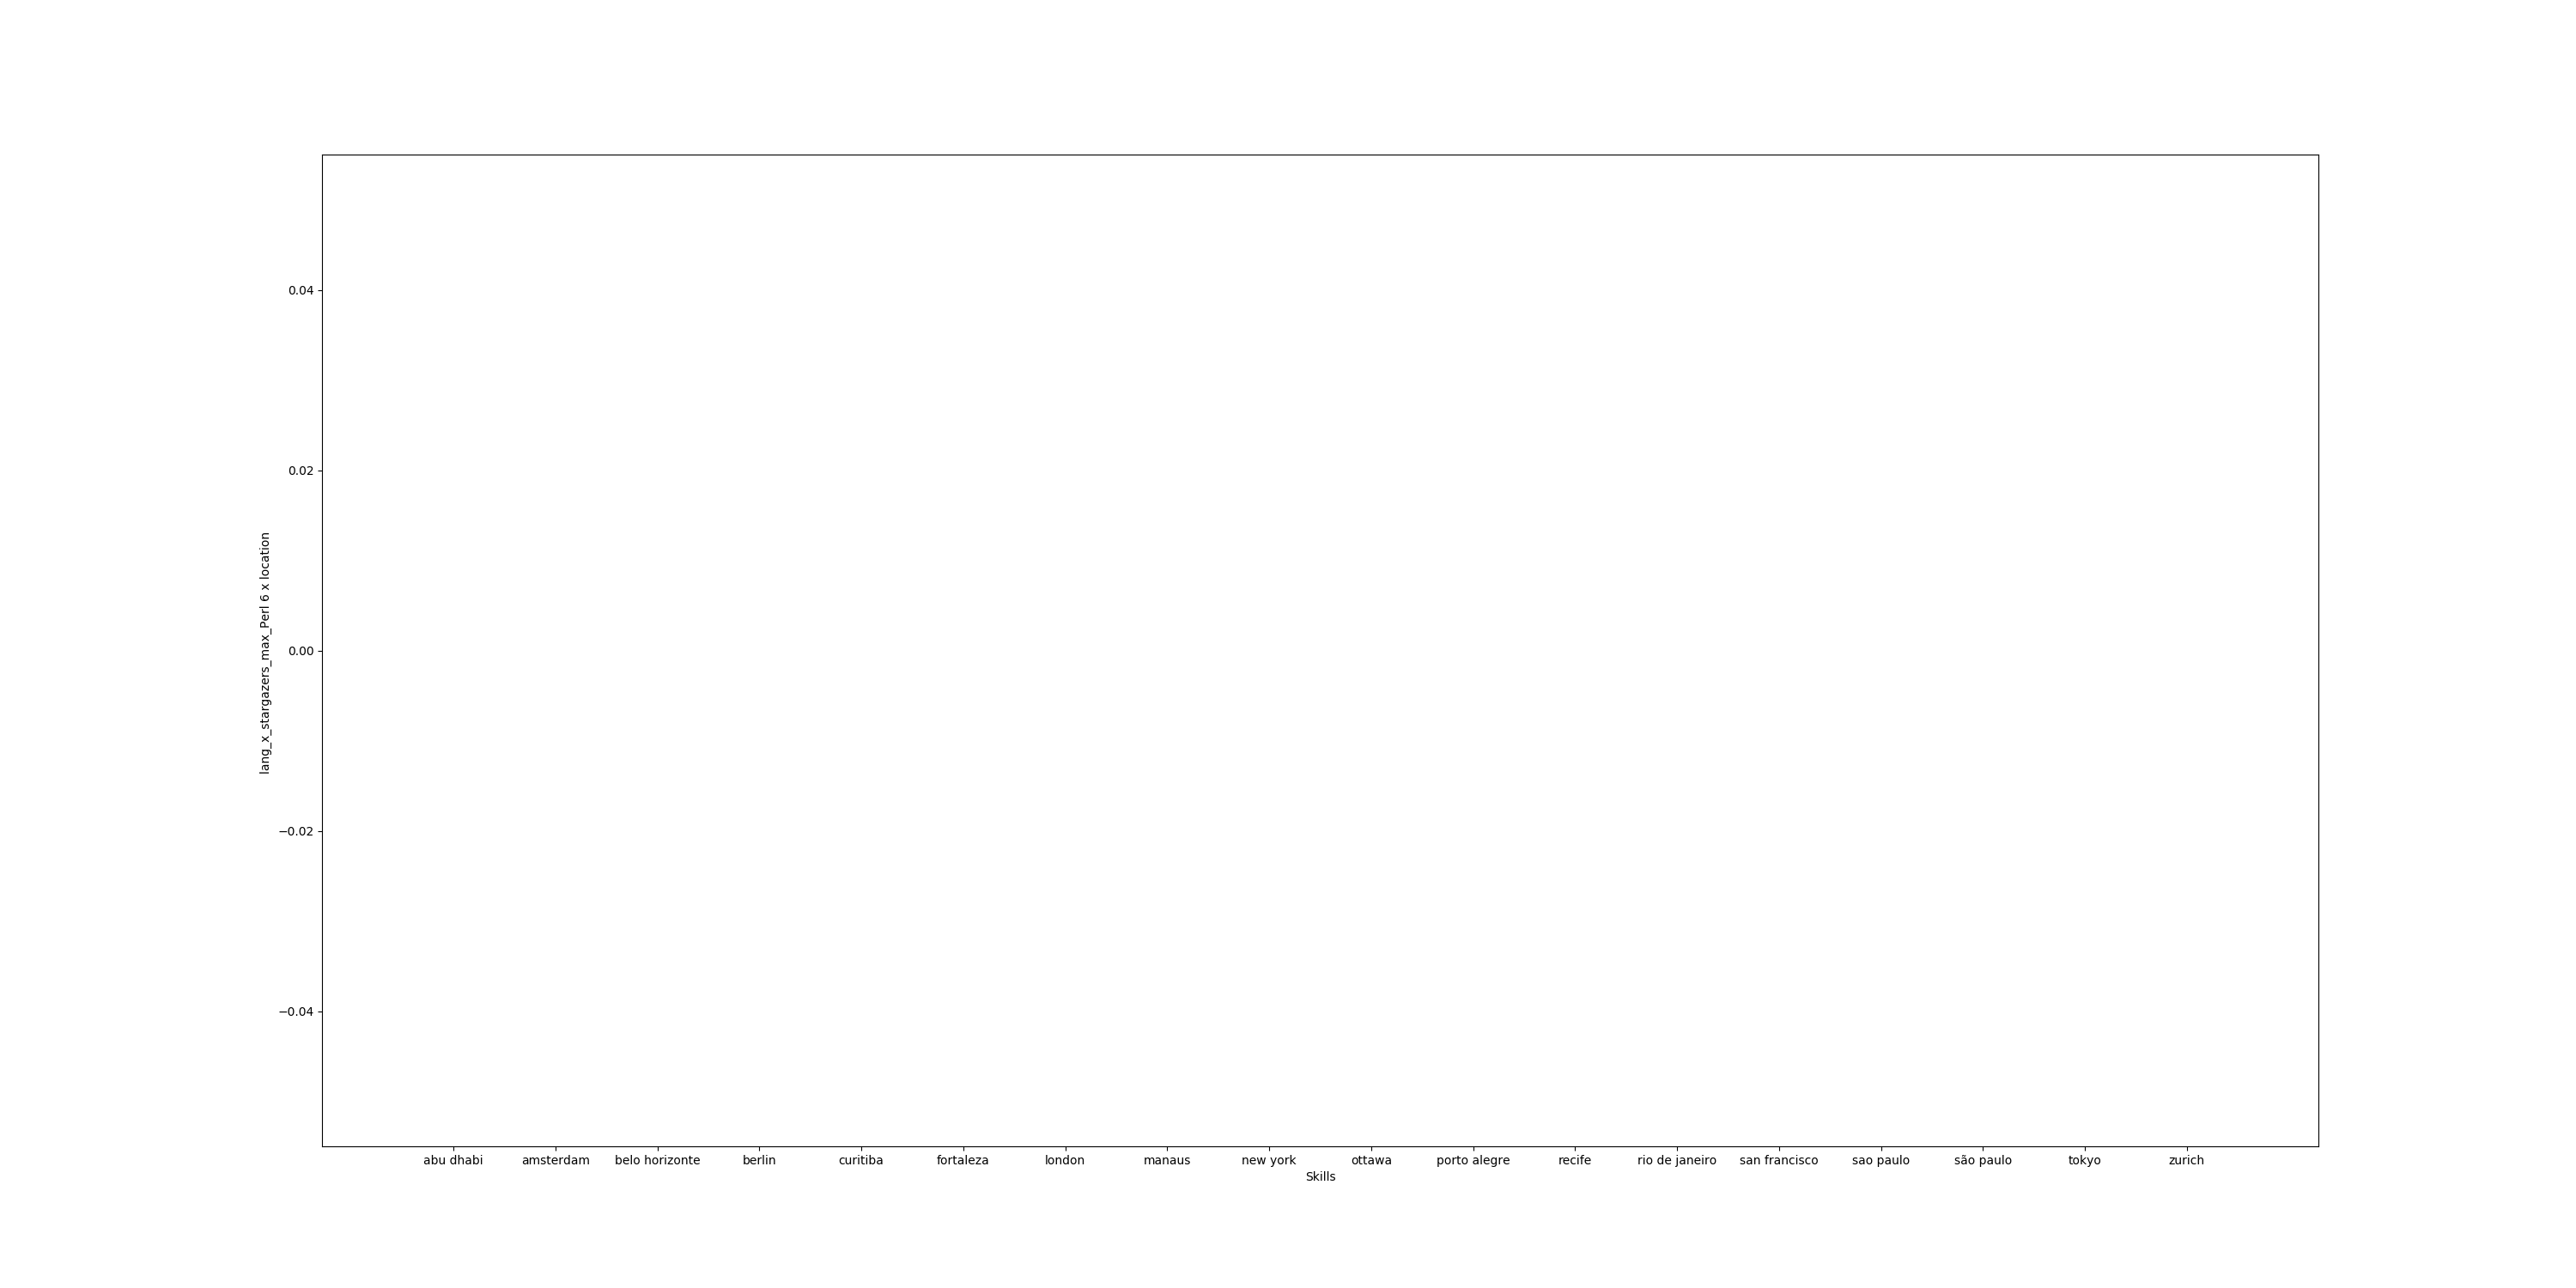 0.04
0.02
0.00
−0.02
−0.04
lang_x_stargazers_max_Perl 6 x location
abu dhabi amsterdam belo horizonte berlin curitiba fortaleza london manaus new york ottawa porto alegre recife rio de janeiro san francisco sao paulo são paulo tokyo zurich
Skills